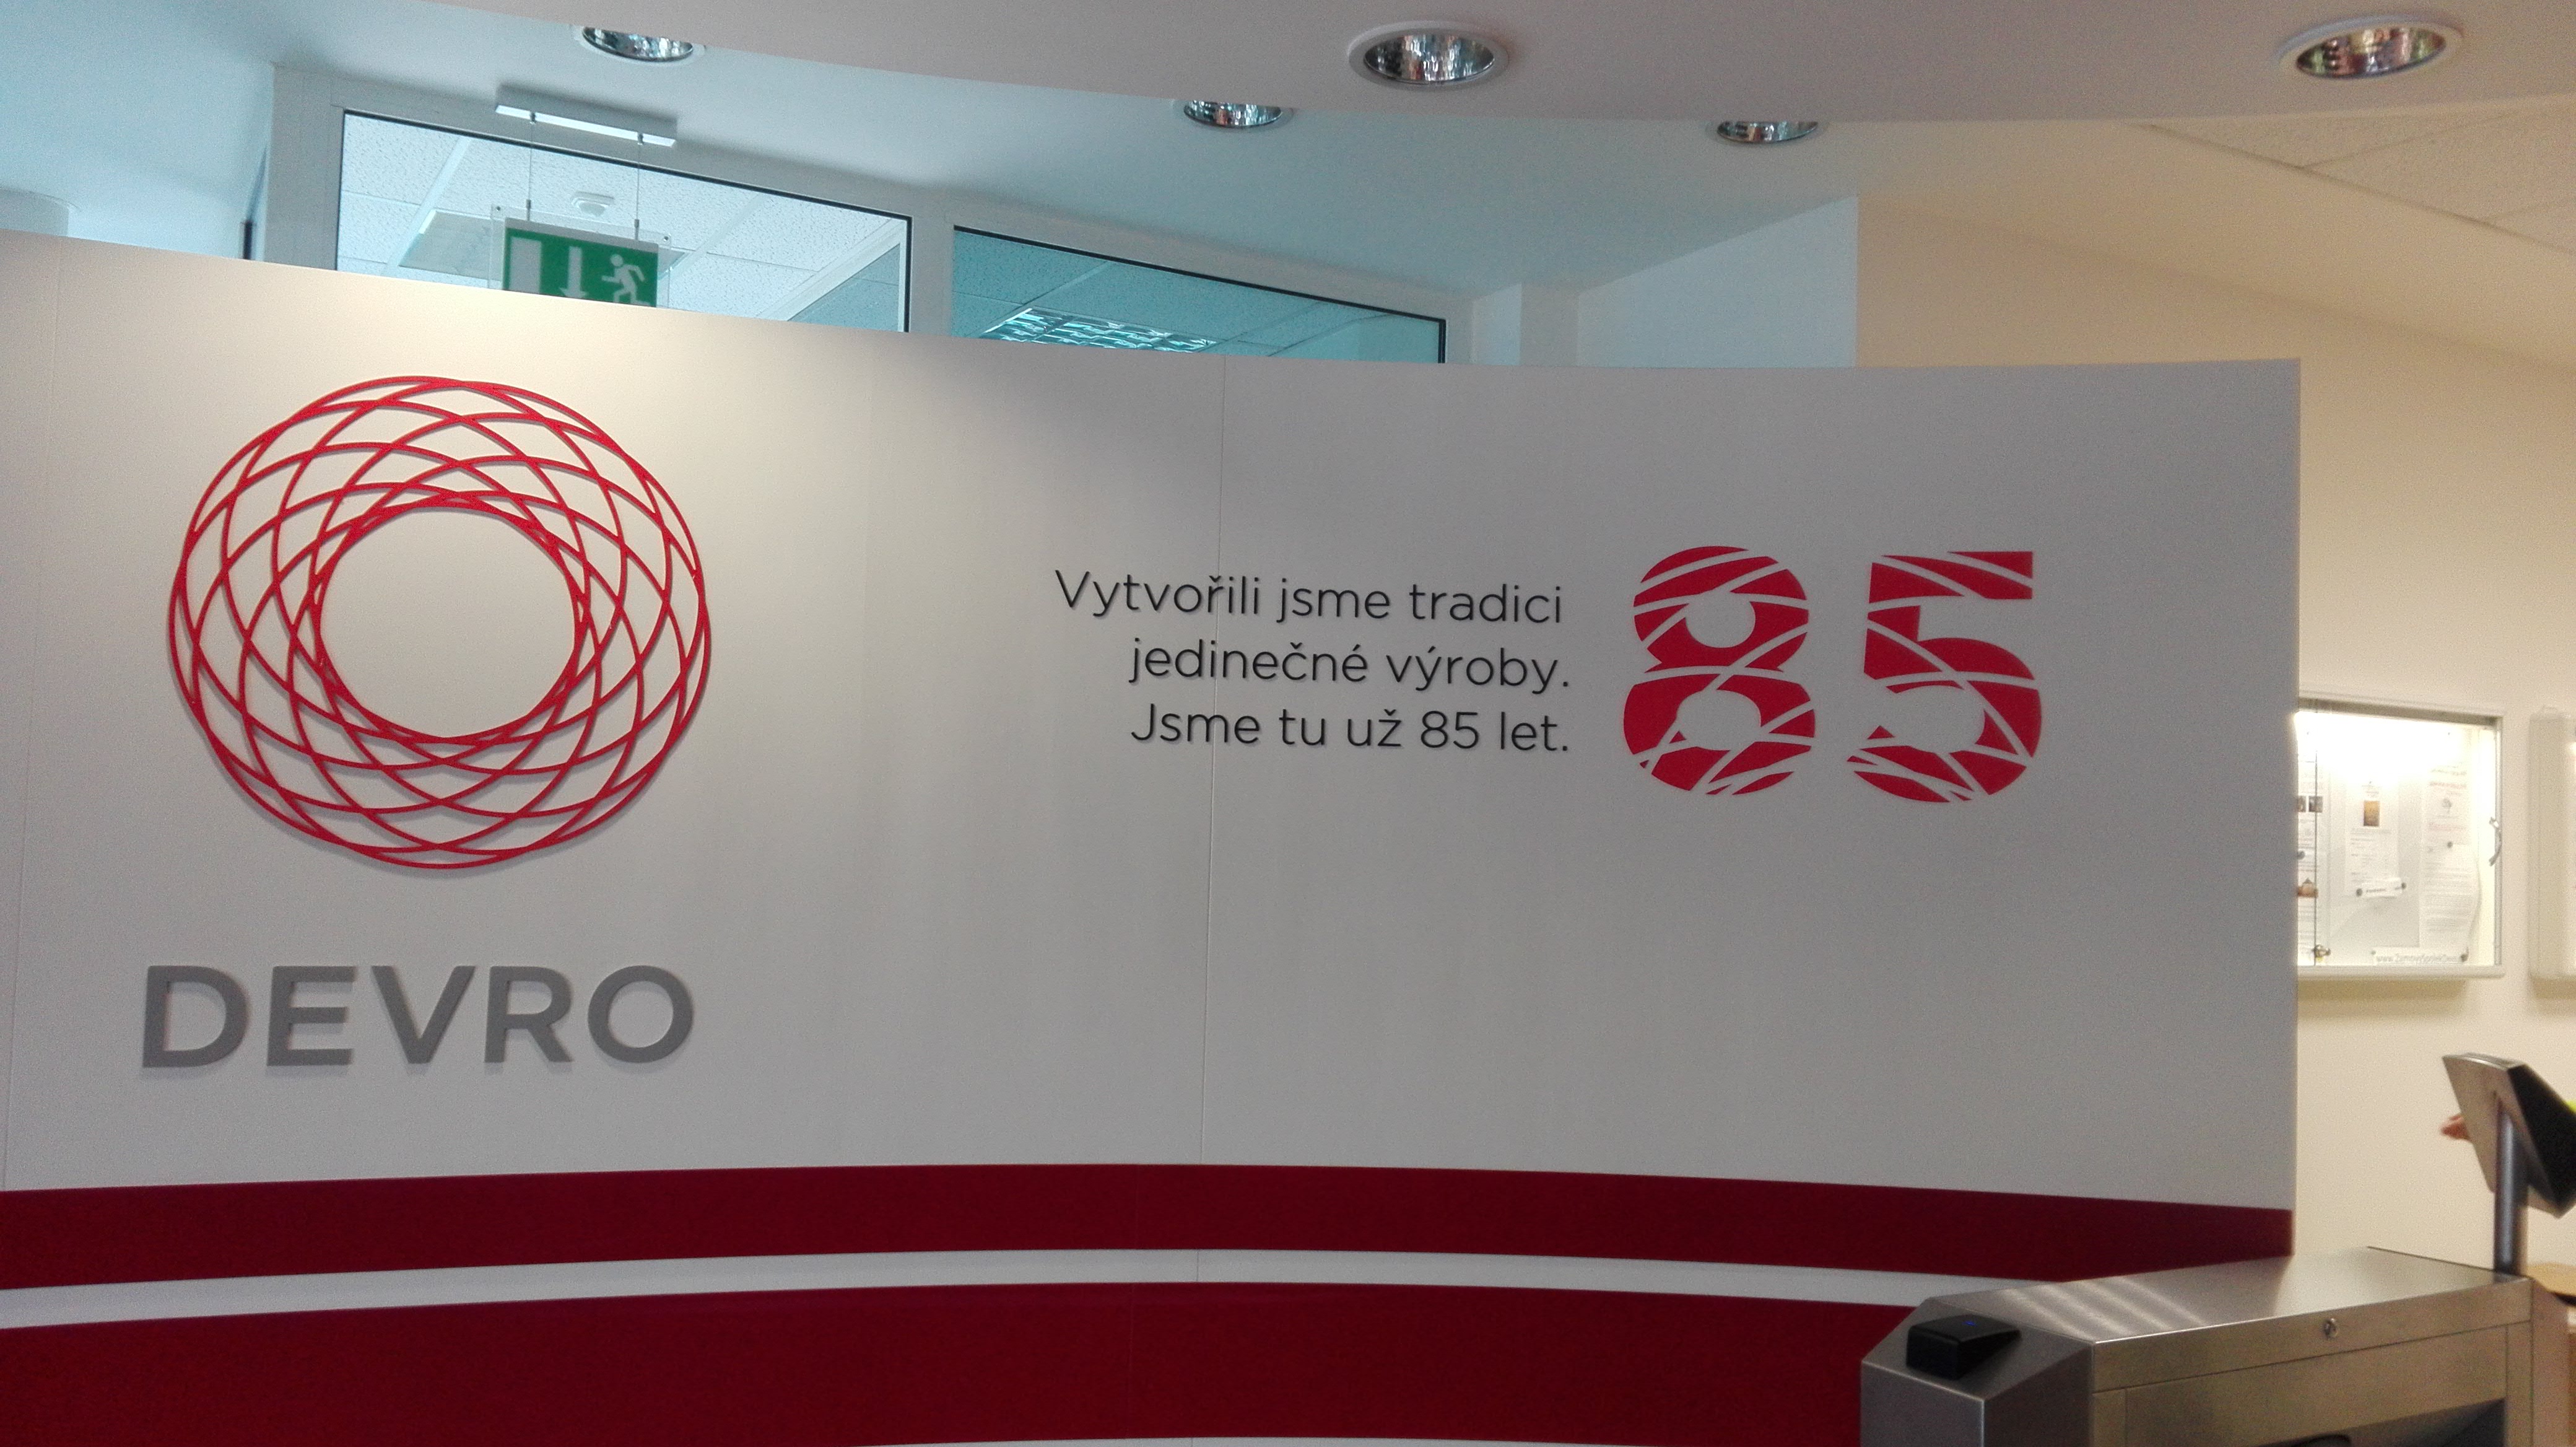 DEVRO
Vytvořili jsme tradici
jedinečné výroby.
Jsme tu už 85 let.
85